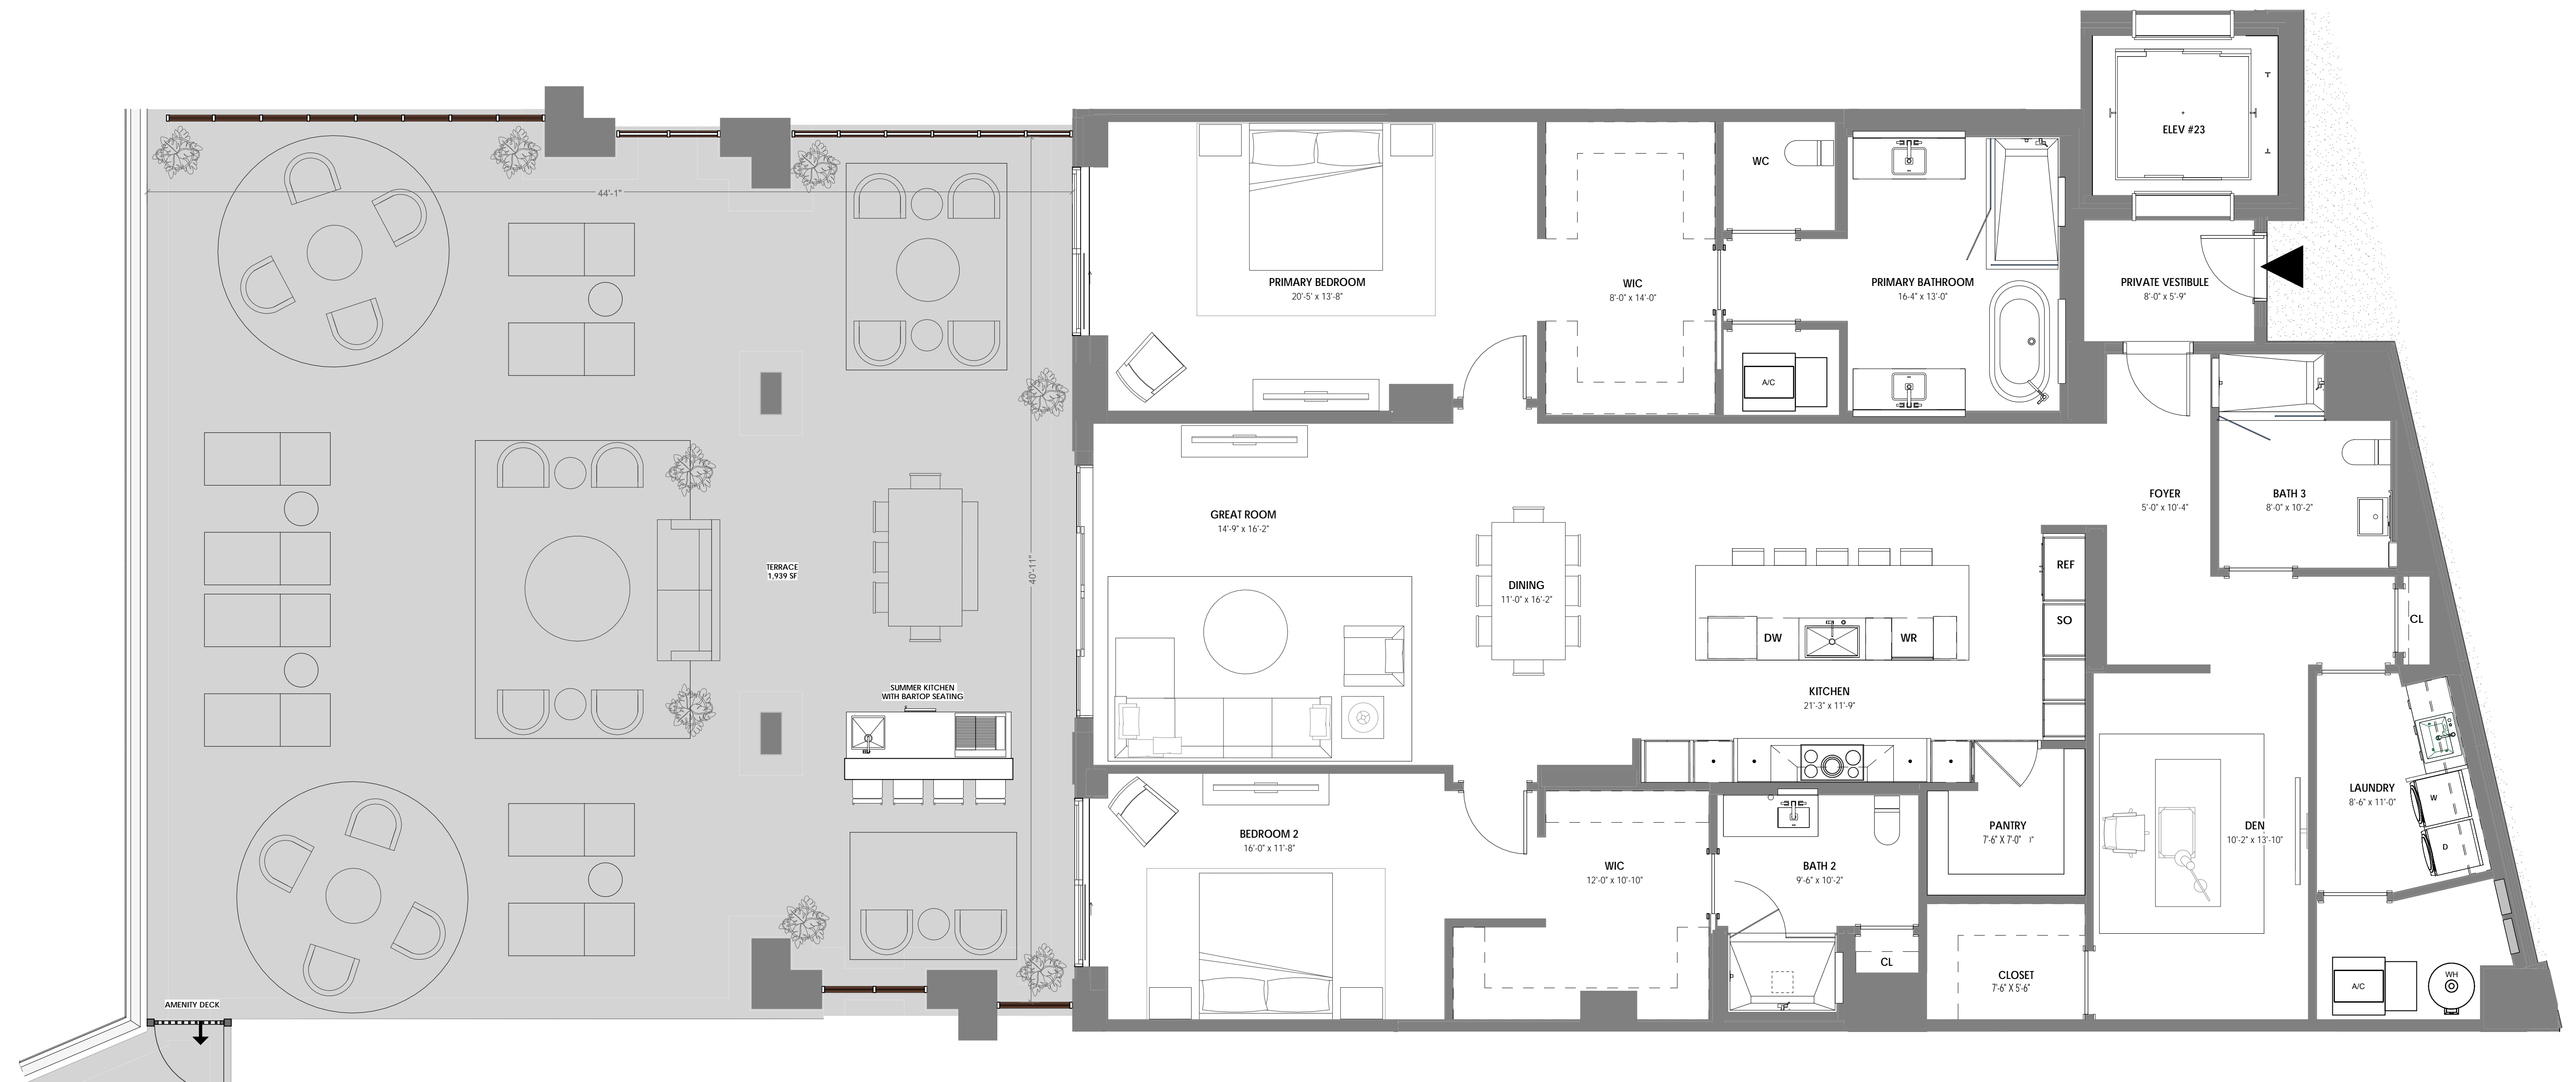 ELEV #23
44'-1"
WC
PRIMARY BEDROOM
20'-5' x 13'-8"
WIC
8'-0" x 14'-0"
PRIMARY BATHROOM
16-4" x 13'-0"
PRIVATE VESTIBULE
8'-0" x 5'-9"
A/C
GREAT ROOM
14'-9" x 16'-2"
FOYER
5'-0" x 10'-4"
BATH 3
8'-0" x 10'-2"
TERRACE
1,939 SF
40'-11"
DINING
11'-0" x 16'-2"
REF
SO
CL
DW
WR
SUMMER KITCHEN
WITH BARTOP SEATING
KITCHEN
21'-3" x 11'-9"
LAUNDRY
8'-6" x 11'-0"
W
D
BEDROOM 2
16'-0" x 11'-8"
PANTRY
7'-6" X 7'-0"
DEN
10'-2" x 13'-10"
WIC
12'-0" x 10'-10"
BATH 2
9'-6" x 10'-2"
CL
CLOSET
7'-6" X 5'-6"
A/C
WH
AMENITY DECK